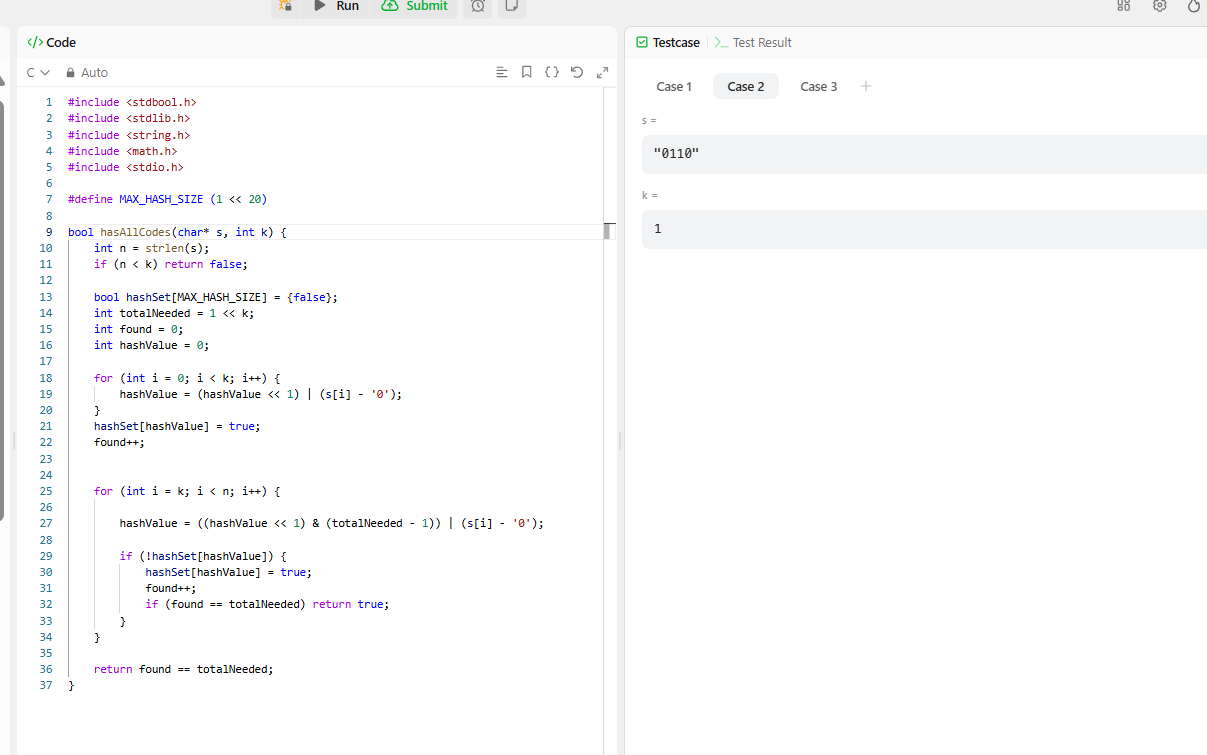 Run Submit
</> Code
C Auto
1 #include <stdbool.h>
2 #include <stdlib.h>
3 #include <string.h>
4 #include <math.h>
5 #include <stdio.h>
6
7 #define MAX_HASH_SIZE (1 << 20)
8
9 bool hasAllCodes(char* s, int k) {
10     int n = strlen(s);
11     if (n < k) return false;
12
13     bool hashSet[MAX_HASH_SIZE] = {false};
14     int totalNeeded = 1 << k;
15     int found = 0;
16     int hashValue = 0;
17
18     for (int i = 0; i < k; i++) {
19         hashValue = (hashValue << 1) | (s[i] - '0');
20     }
21     hashSet[hashValue] = true;
22     found++;
23
24
25     for (int i = k; i < n; i++) {
26
27         hashValue = ((hashValue << 1) & (totalNeeded - 1)) | (s[i] - '0');
28
29         if (!hashSet[hashValue]) {
30             hashSet[hashValue] = true;
31             found++;
32             if (found == totalNeeded) return true;
33         }
34     }
35
36     return found == totalNeeded;
37 }
Testcase >_ Test Result
Case 1 Case 2 Case 3 +
s =
"0110"
k =
1